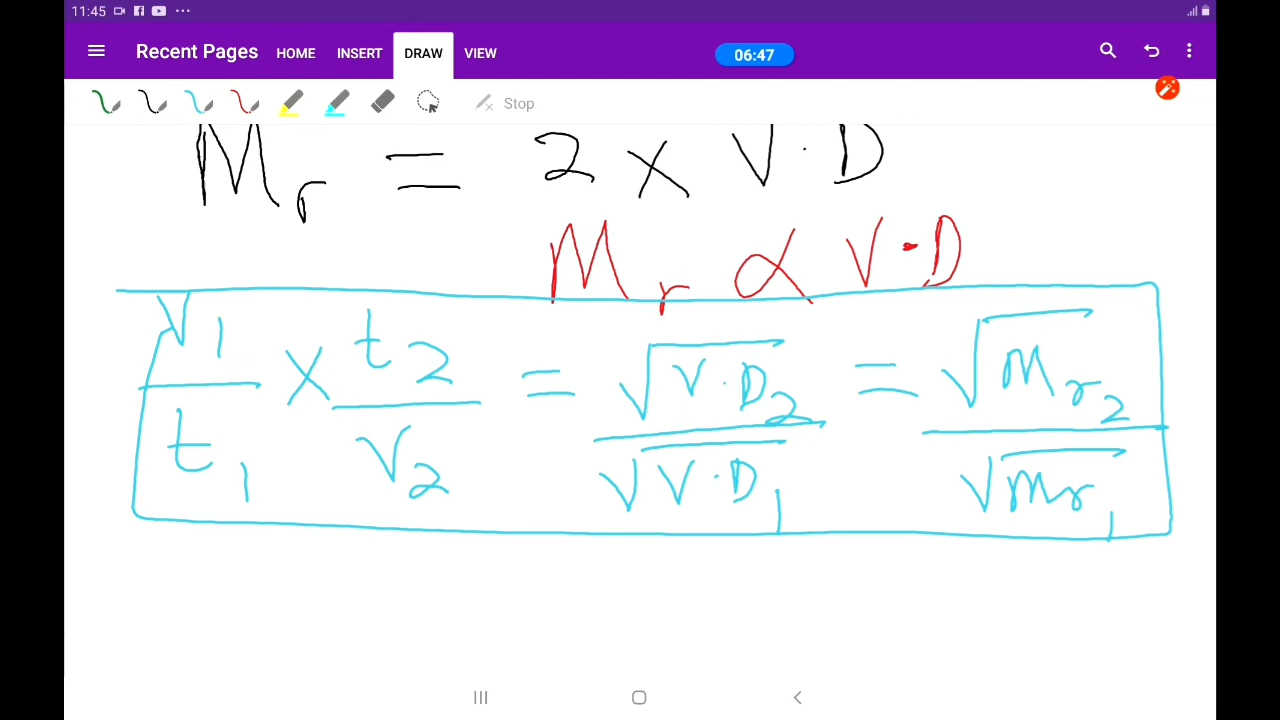 11:45
Recent Pages HOME INSERT DRAW VIEW 06:47
Stop
Mr = 2 x V·D
Mr ∝ V·D
V1/t1 × t2/V2 = √V·D2/√V·D1 = √Mr2/√Mr1